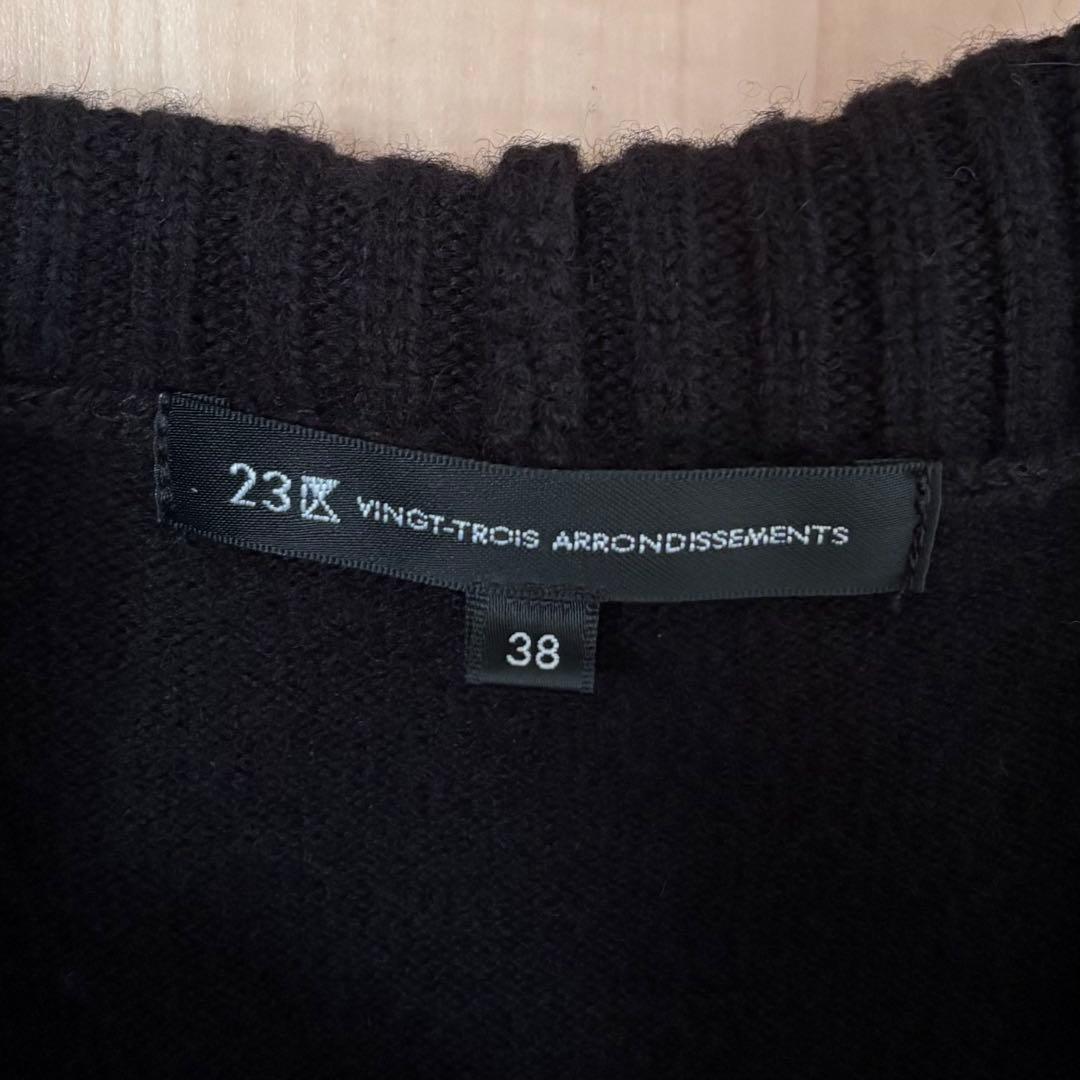 23区 VINGT-TROIS ARRONDISSEMENTS
38